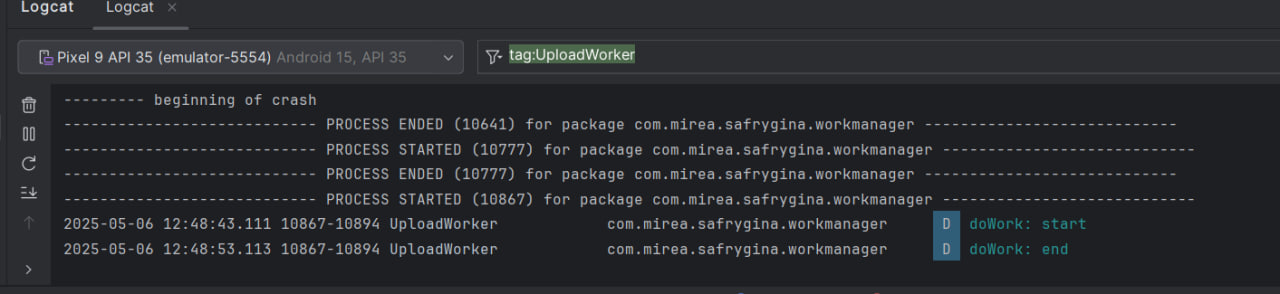 Logcat Logcat ×
Pixel 9 API 35 (emulator-5554) Android 15, API 35 tag:UploadWorker
--------- beginning of crash
---------------------------- PROCESS ENDED (10641) for package com.mirea.safrygina.workmanager ----------------------------
---------------------------- PROCESS STARTED (10777) for package com.mirea.safrygina.workmanager ----------------------------
---------------------------- PROCESS ENDED (10777) for package com.mirea.safrygina.workmanager ----------------------------
---------------------------- PROCESS STARTED (10867) for package com.mirea.safrygina.workmanager ----------------------------
2025-05-06 12:48:43.111 10867-10894 UploadWorker com.mirea.safrygina.workmanager D doWork: start
2025-05-06 12:48:53.113 10867-10894 UploadWorker com.mirea.safrygina.workmanager D doWork: end